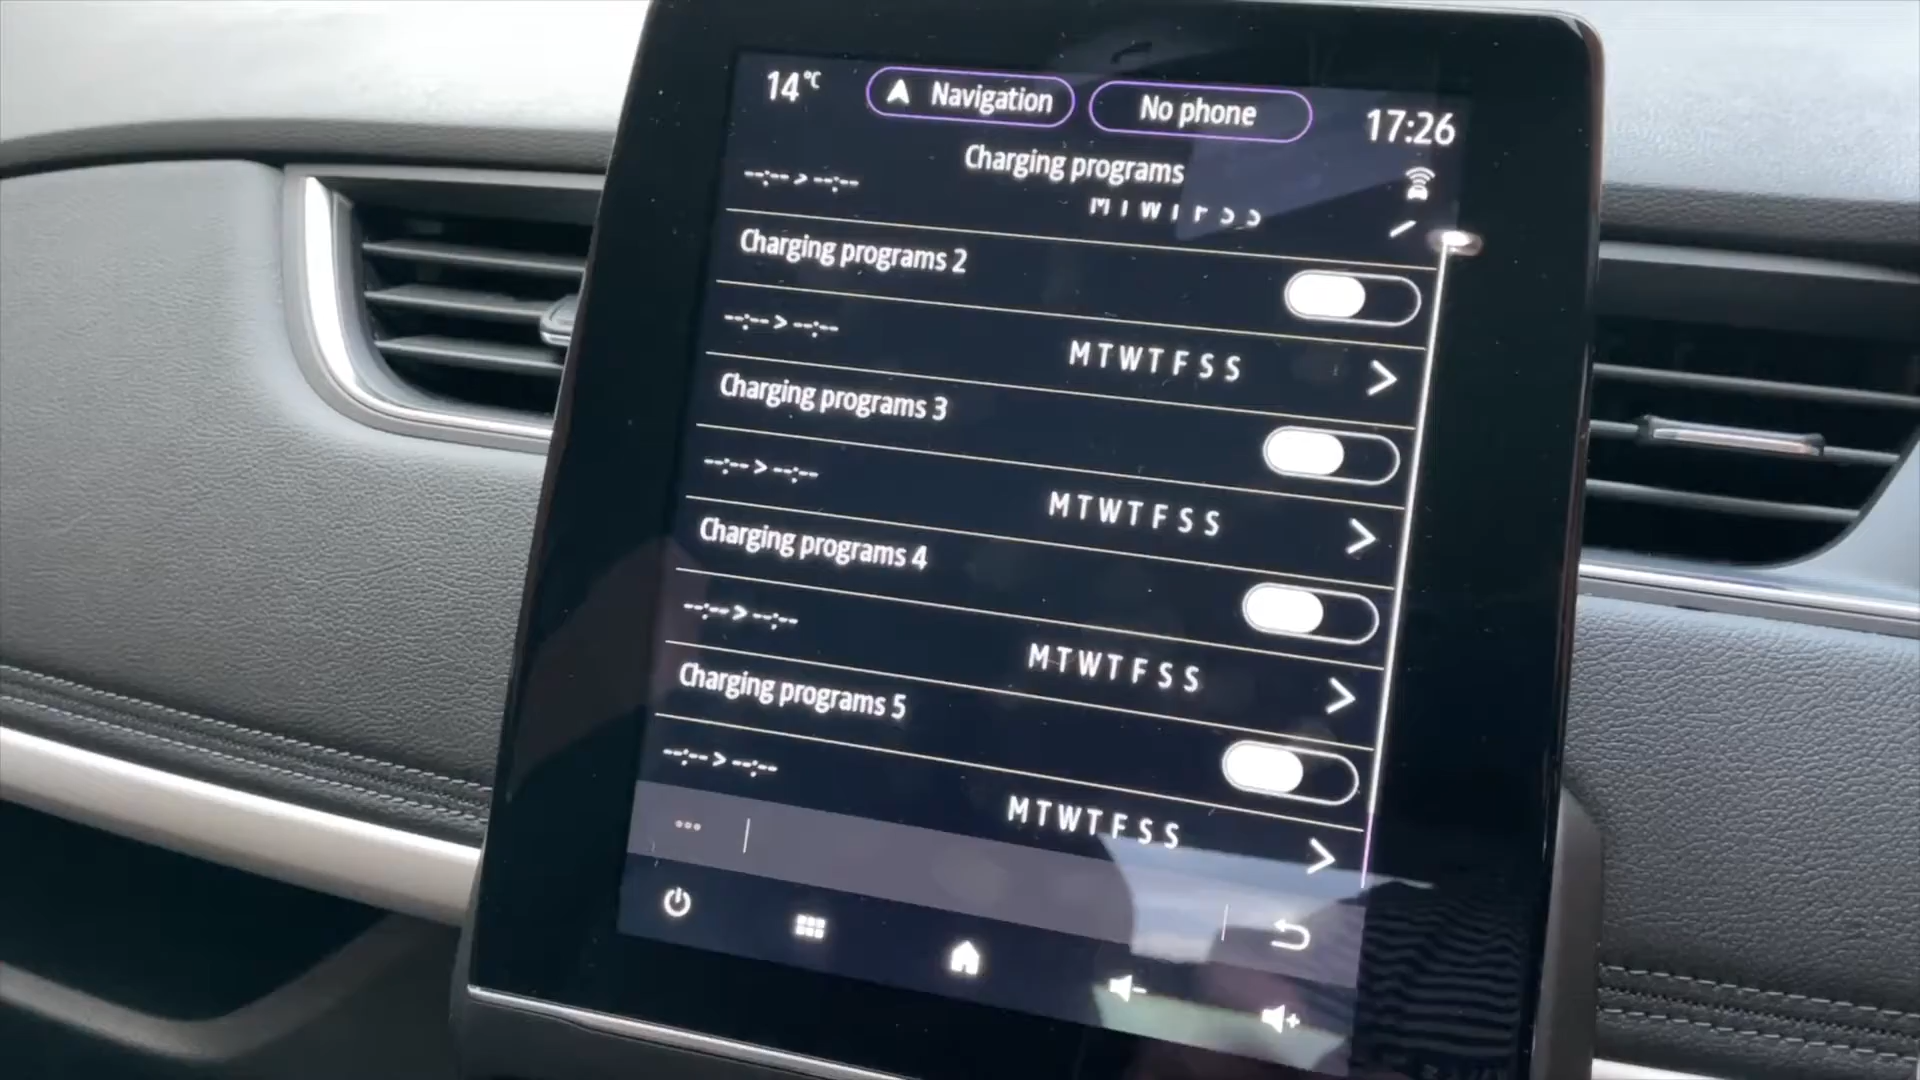 14°C Navigation No phone 17:26
Charging programs
--:-- > --:--
M T W T F S S
Charging programs 2
--:-- > --:--
M T W T F S S
Charging programs 3
--:-- > --:--
M T W T F S S
Charging programs 4
--:-- > --:--
M T W T F S S
Charging programs 5
--:-- > --:--
M T W T F S S